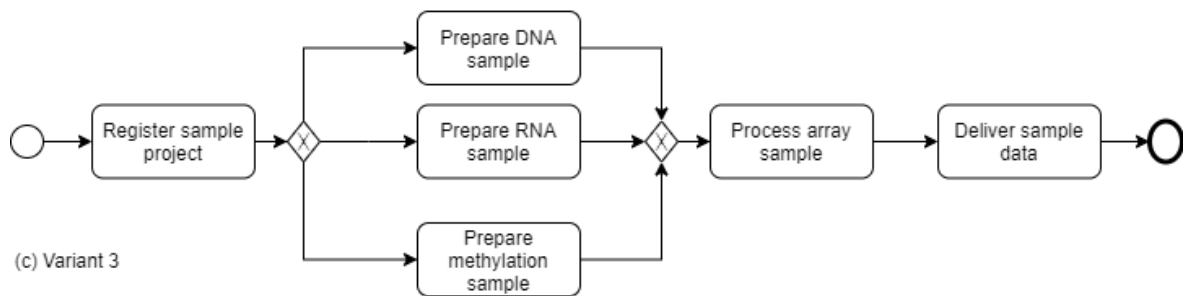 Prepare DNA
sample
Register sample
project
X
Prepare RNA
sample
X
Process array
sample
Deliver sample
data
Prepare
methylation
sample
(c) Variant 3